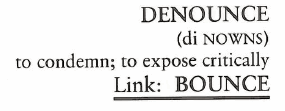 DENOUNCE
(di NOWNS)
to condemn; to expose critically
Link: BOUNCE